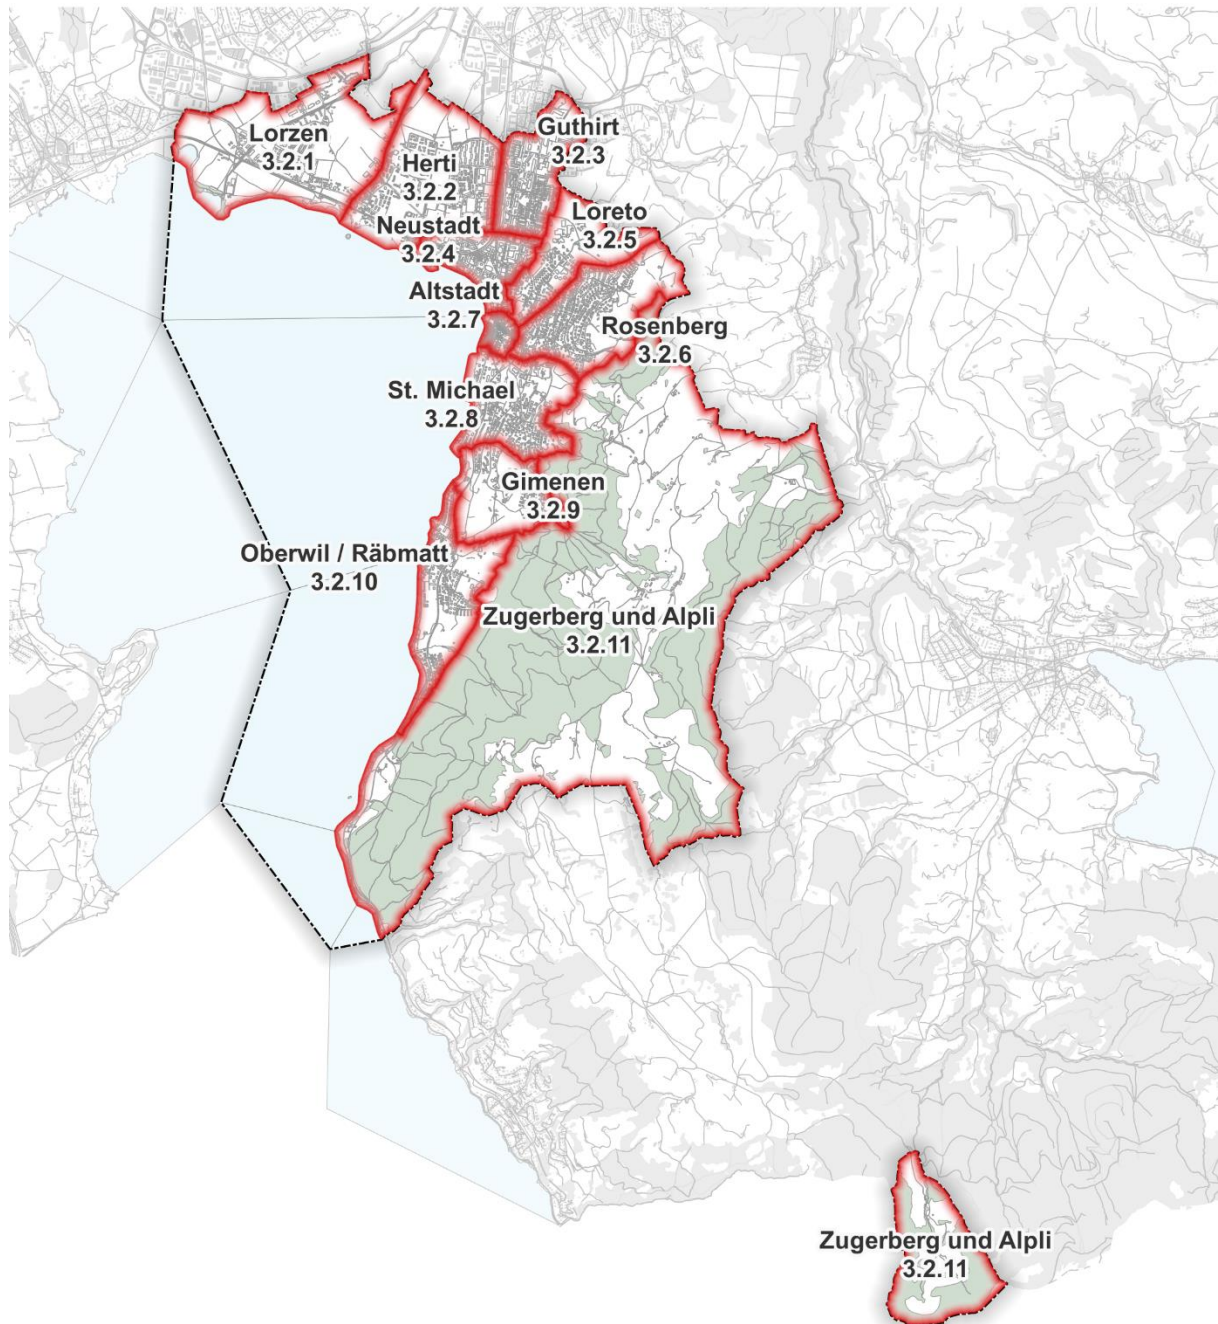 Lorzen
3.2.1
Herti
3.2.2
Guthirt
3.2.3
Neustadt
3.2.4
Loreto
3.2.5
Altstadt
3.2.7
Rosenberg
3.2.6
St. Michael
3.2.8
Gimenen
3.2.9
Oberwil / Räbmatt
3.2.10
Zugerberg und Alpli
3.2.11
Zugerberg und Alpli
3.2.11